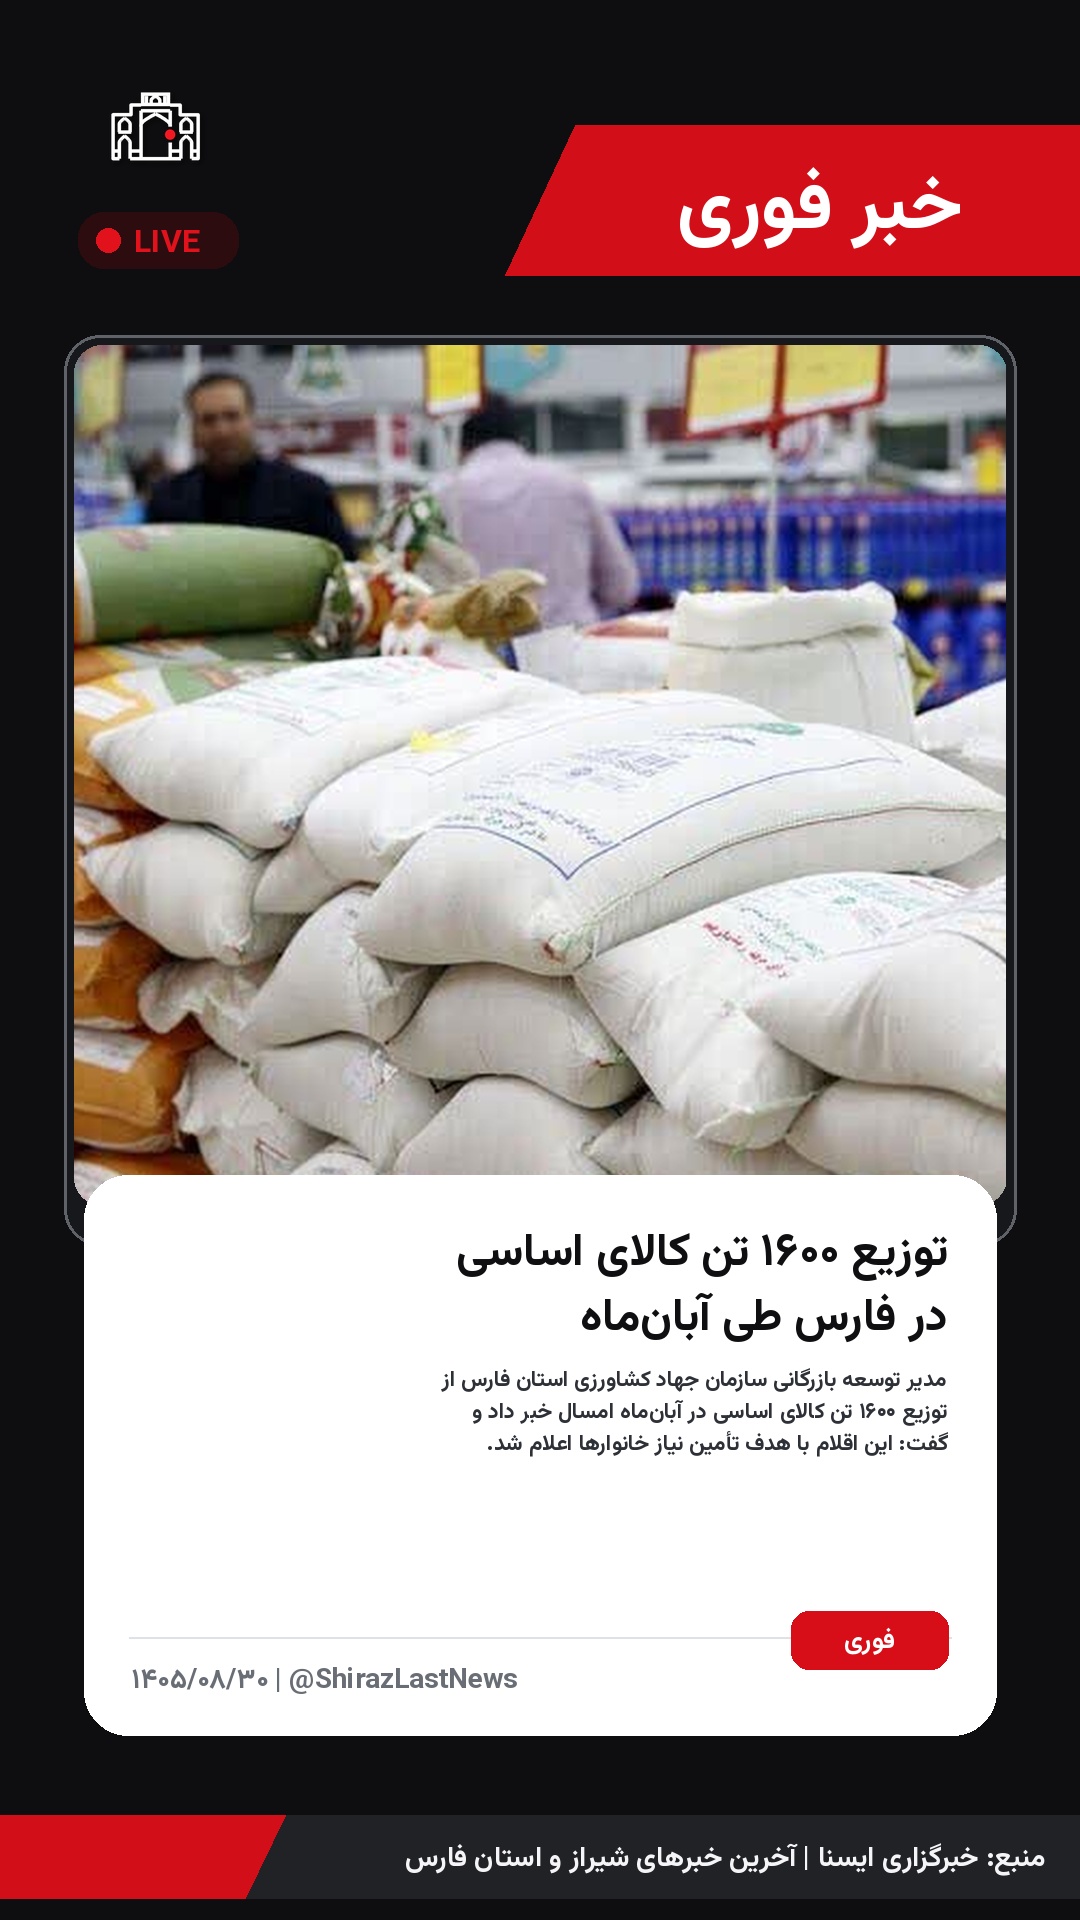 خبر فوری
LIVE
توزیع ۱۶۰۰ تن کالای اساسی
در فارس طی آبان‌ماه
مدیر توسعه بازرگانی سازمان جهاد کشاورزی استان فارس از
توزیع ۱۶۰۰ تن کالای اساسی در آبان‌ماه امسال خبر داد و
گفت: این اقلام با هدف تأمین نیاز خانوارها اعلام شد.
فوری
۱۴۰۵/۰۸/۳۰ | @ShirazLastNews
منبع: خبرگزاری ایسنا | آخرین خبرهای شیراز و استان فارس